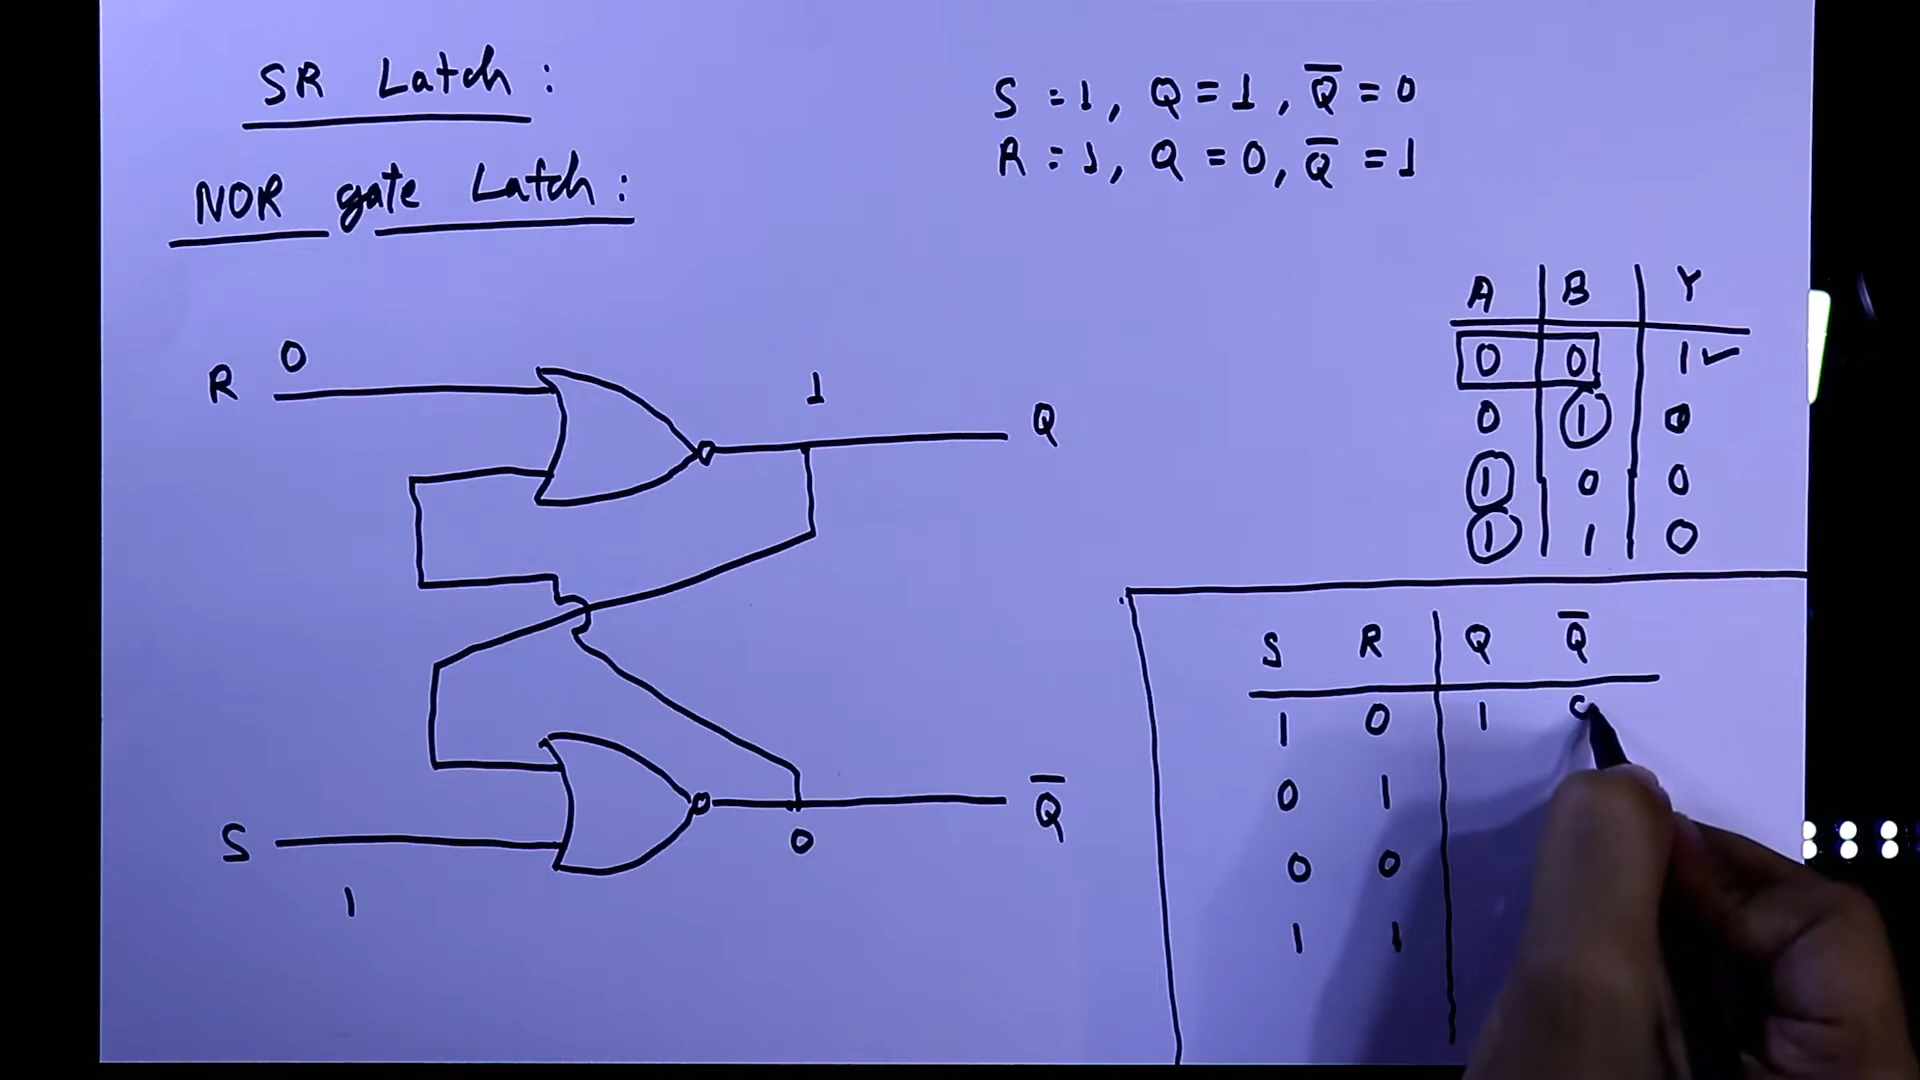 SR Latch :
NOR gate Latch :
S = 1, Q = 1, Q̅ = 0
R = 1, Q = 0, Q̅ = 1
A B Y
0 0 1 ✓
0 1 0
1 0 0
1 1 0
R 0
1
Q
S
1
0
Q̅
S R Q Q̅
1 0 1
0 1
0 0
1 1